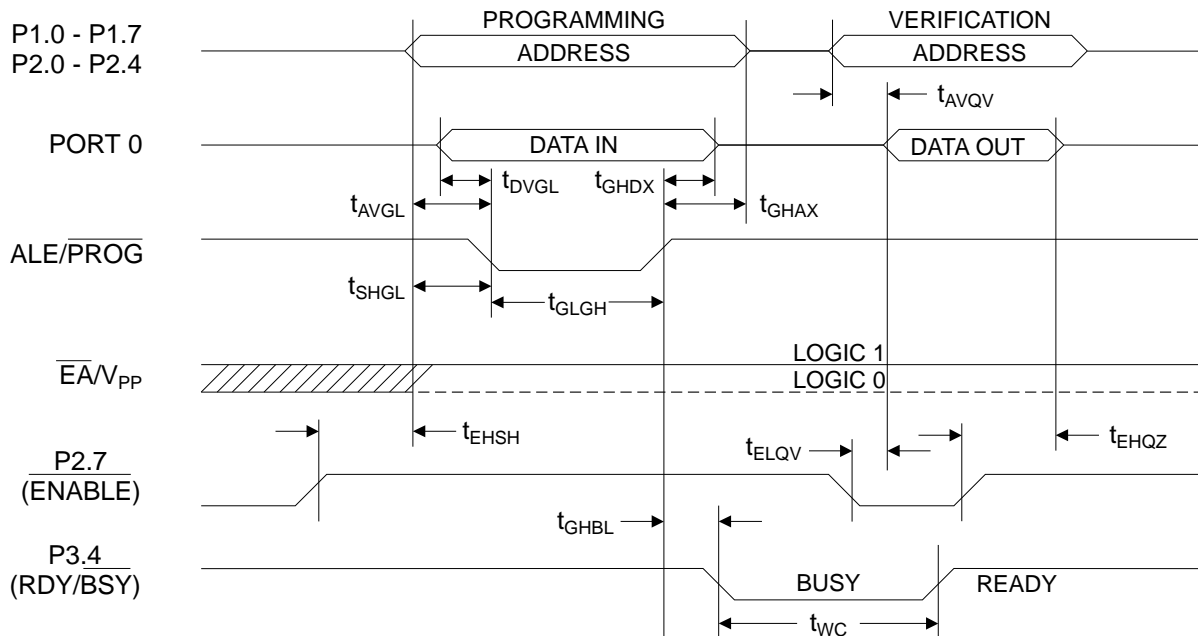 PROGRAMMING
VERIFICATION
P1.0 - P1.7
P2.0 - P2.4
ADDRESS
ADDRESS
tAVQV
PORT 0
DATA IN
DATA OUT
tDVGL
tGHDX
tAVGL
tGHAX
ALE/PROG
tSHGL
tGLGH
EA/VPP
LOGIC 1
LOGIC 0
tEHSH
tELQV
tEHQZ
P2.7
(ENABLE)
tGHBL
P3.4
(RDY/BSY)
BUSY
READY
tWC